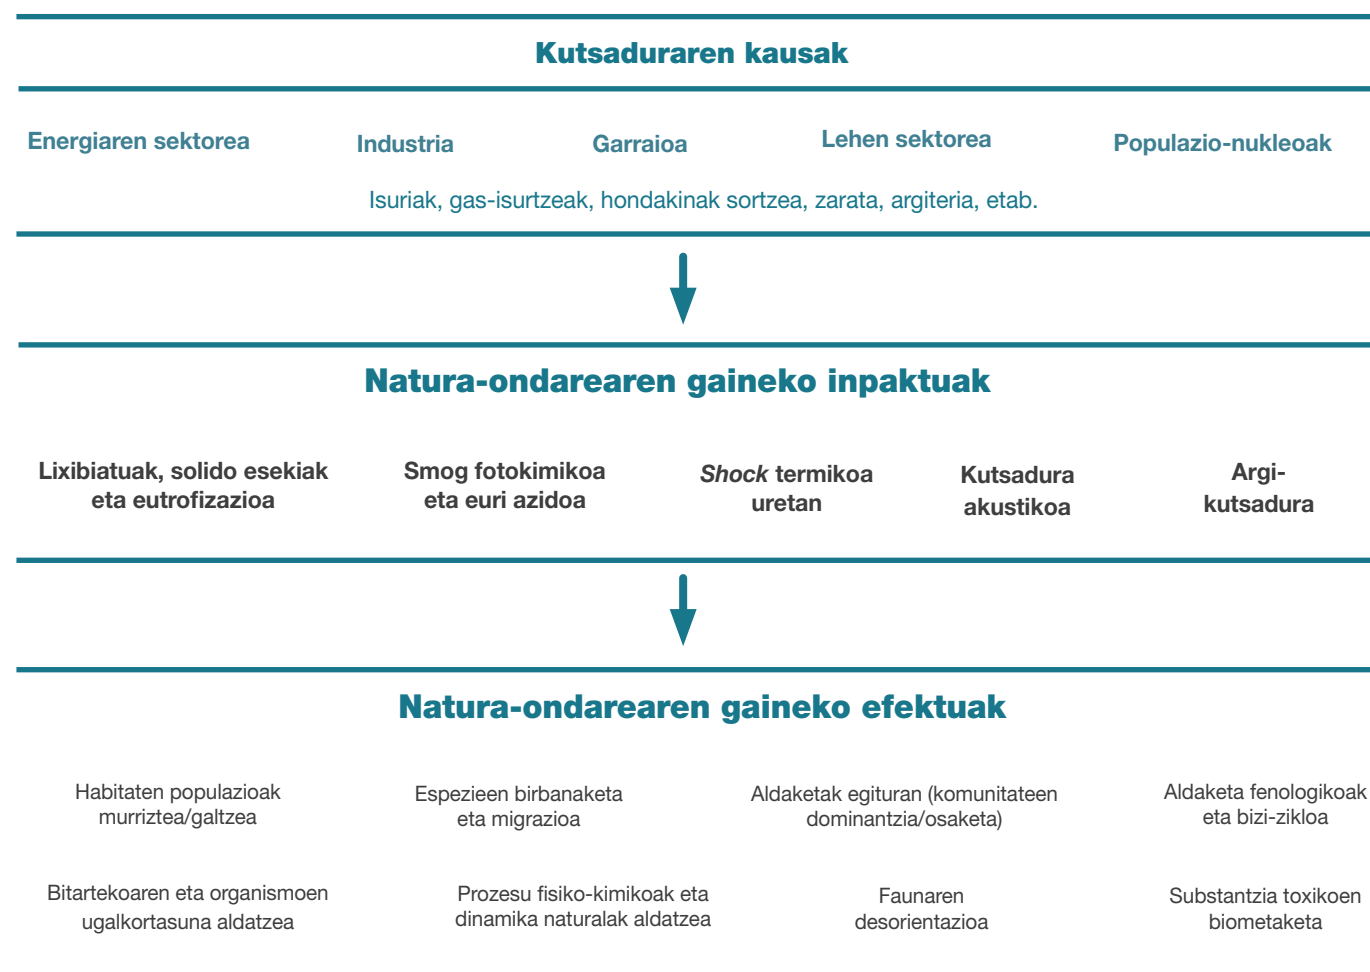 Kutsaduraren kausak
Energiaren sektorea
Industria
Garraioa
Lehen sektorea
Populazio-nukleoak
Isuriak, gas-isurtzeak, hondakinak sortzea, zarata, argiteria, etab.
Natura-ondarearen gaineko inpaktuak
Lixibiatuak, solido esekiak
eta eutrofizazioa
Smog fotokimikoa
eta euri azidoa
Shock termikoa
uretan
Kutsadura
akustikoa
Argi-
kutsadura
Natura-ondarearen gaineko efektuak
Habitaten populazioak
murriztea/galtzea
Espezieen birbanaketa
eta migrazioa
Aldaketak egituran (komunitateen
dominantzia/osaketa)
Aldaketa fenologikoak
eta bizi-zikloa
Bitartekoaren eta organismoen
ugalkortasuna aldatzea
Prozesu fisiko-kimikoak eta
dinamika naturalak aldatzea
Faunaren
desorientazioa
Substantzia toxikoen
biometaketa